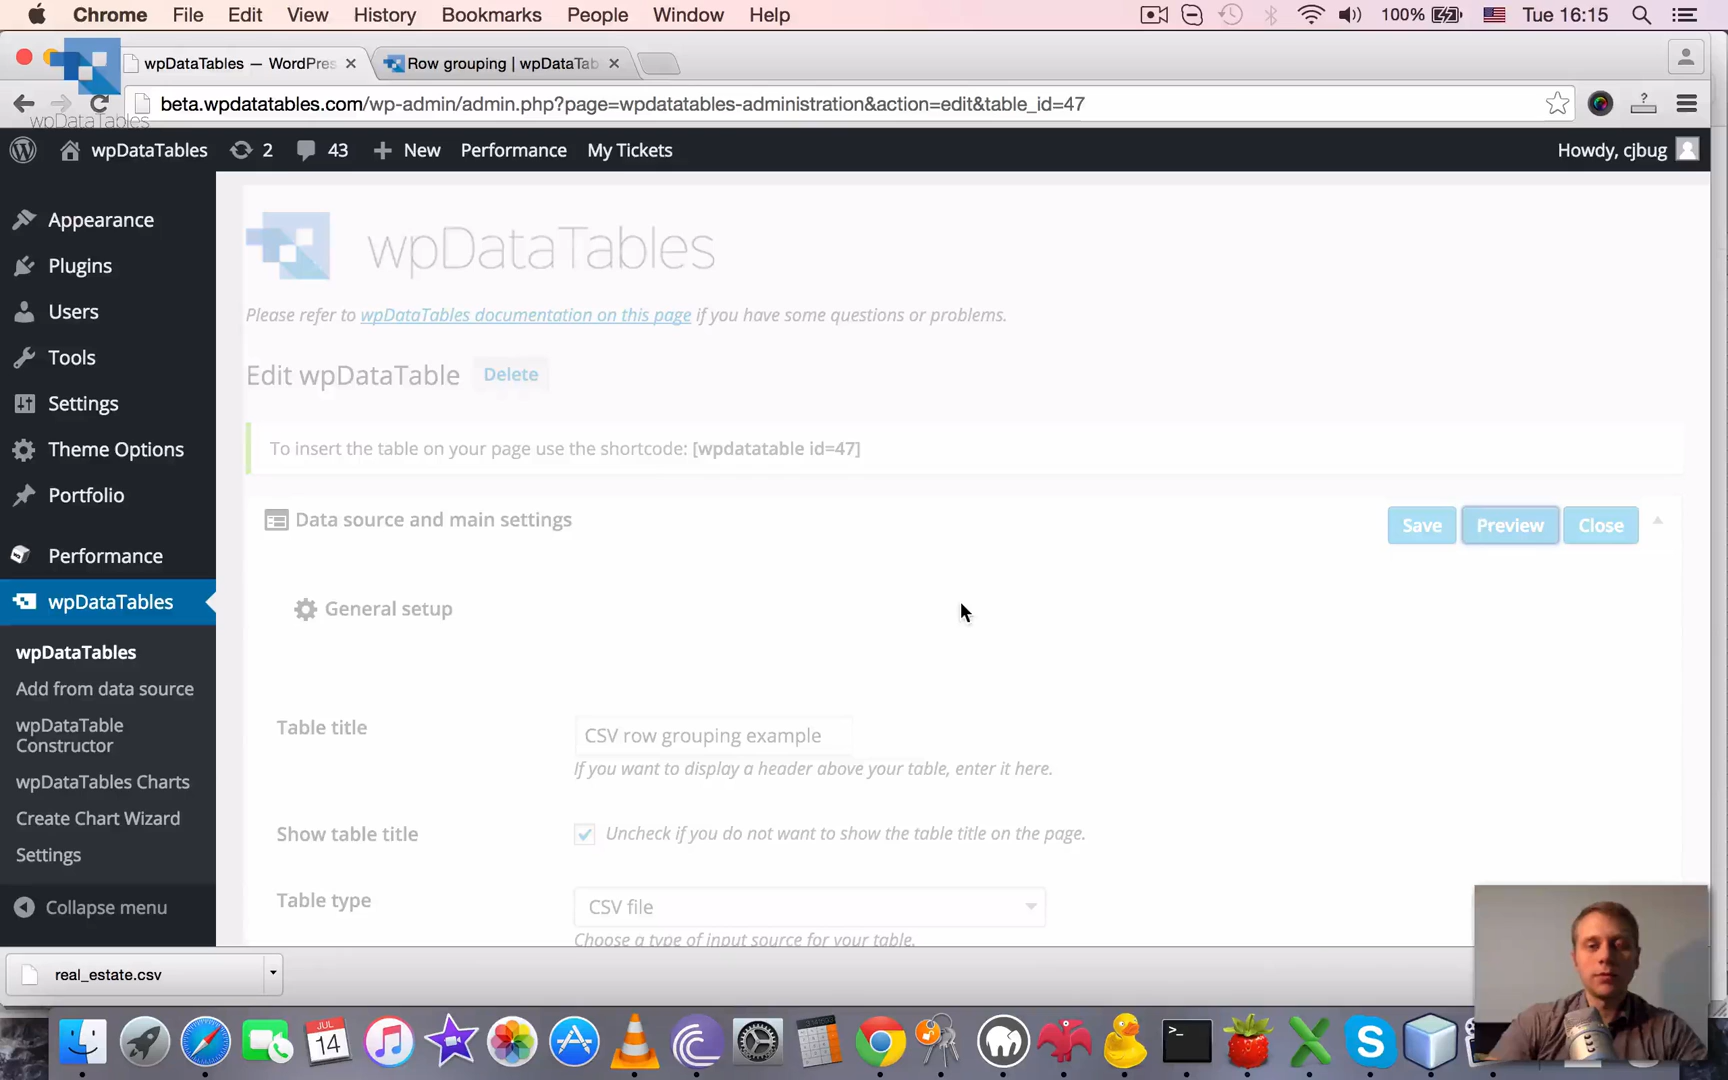 Chrome File Edit View History Bookmarks People Window Help 100% Tue 16:15
wpDataTables — WordPres
Row grouping | wpDataTab
beta.wpdatatables.com/wp-admin/admin.php?page=wpdatatables-administration&action=edit&table_id=47
wpDataTables
wpDataTables 2 43 + New Performance My Tickets Howdy, cjbug
Appearance
Plugins
Users
Tools
Settings
Theme Options
Portfolio
Performance
wpDataTables
wpDataTables
Add from data source
wpDataTable
Constructor
wpDataTables Charts
Create Chart Wizard
Settings
Collapse menu
wpDataTables
Please refer to wpDataTables documentation on this page if you have some questions or problems.
Edit wpDataTable Delete
To insert the table on your page use the shortcode: [wpdatatable id=47]
Data source and main settings Save Preview Close
General setup
Table title CSV row grouping example
If you want to display a header above your table, enter it here.
Show table title Uncheck if you do not want to show the table title on the page.
Table type CSV file
Choose a type of input source for your table.
real_estate.csv
JUL
14